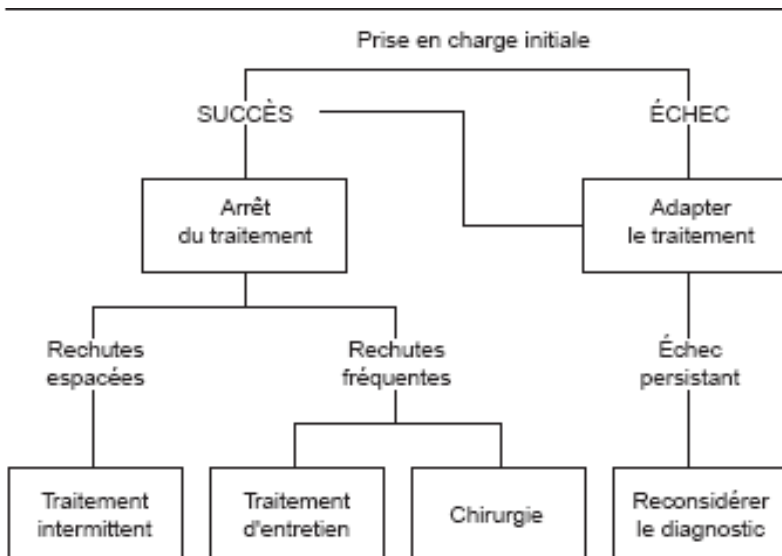 Prise en charge initiale
SUCCÈS
ÉCHEC
Arrêt
du traitement
Adapter
le traitement
Rechutes
espacées
Rechutes
fréquentes
Échec
persistant
Traitement
intermittent
Traitement
d'entretien
Chirurgie
Reconsidérer
le diagnostic